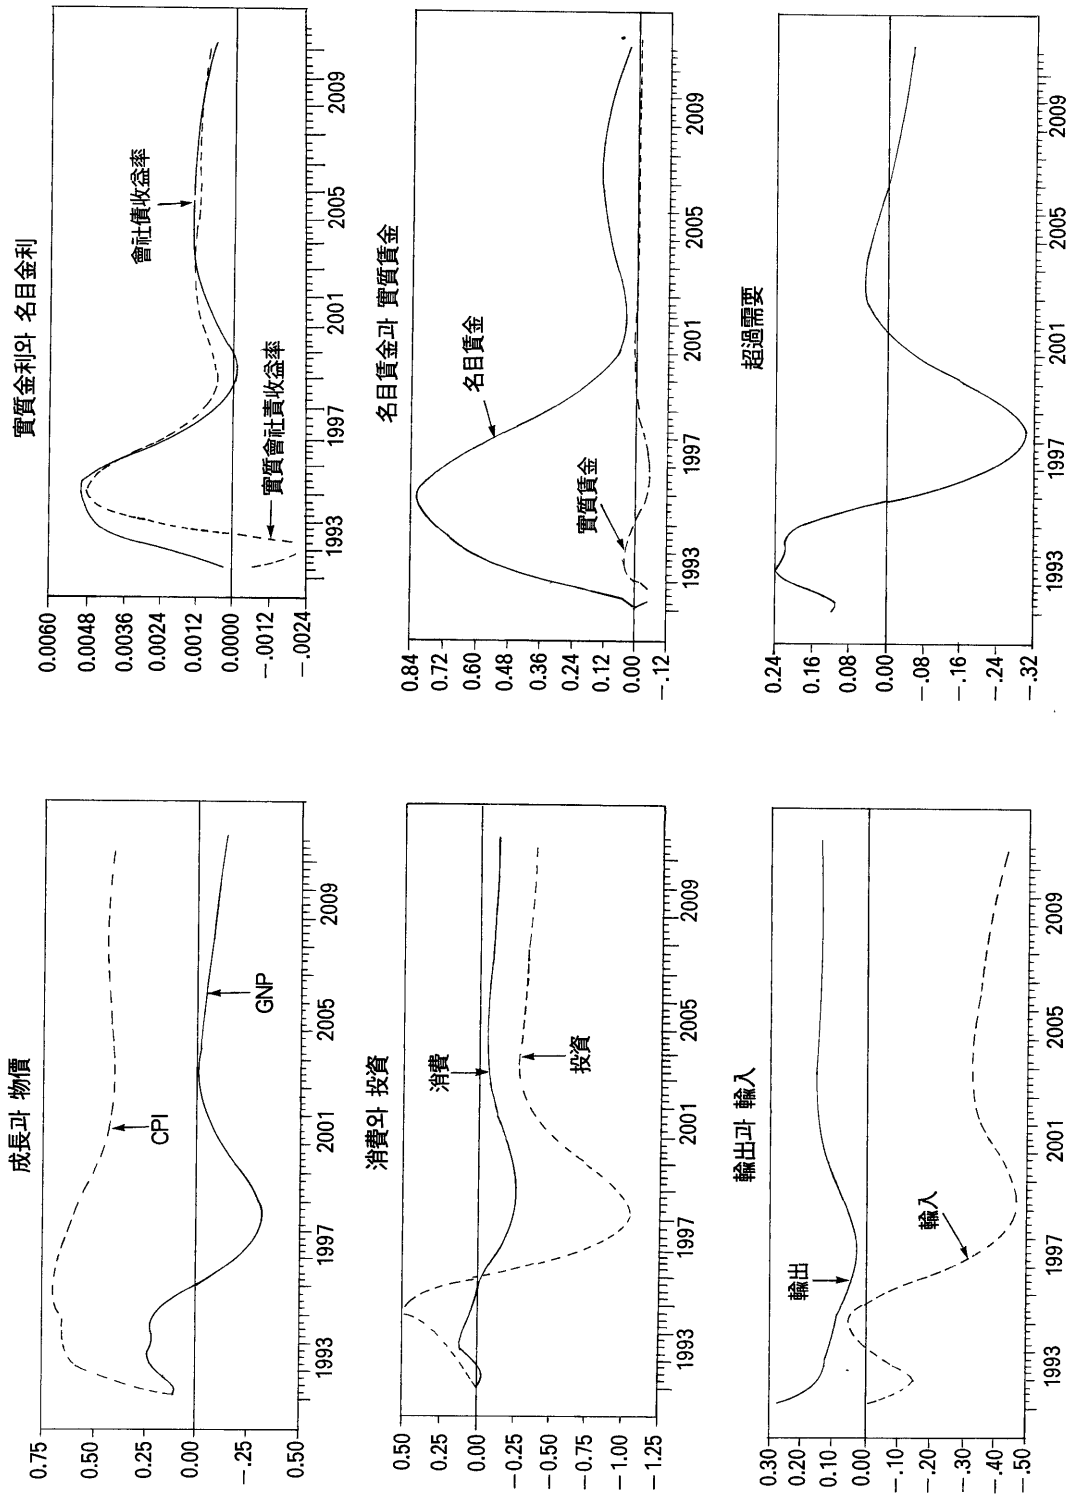 成長과 物價
0.75
0.50
0.25
−.25
0.50
CPI
GNP
1993 1997 2001 2005 2009
實質金利와 名目金利
0.0060
0.0048
0.0036
0.0024
0.0012
0.0000
−.0012
−.0024
會社債收益率
實質會社責收益率
1993 1997 2001 2005 2009
消費와 投資
0.50
0.25
0.00
−0.25
−0.50
−0.75
−1.00
−1.25
消費
投資
1993 1997 2001 2005 2009
名目賃金과 實質賃金
0.84
0.72
0.60
0.48
0.36
0.24
0.12
0.00
−.12
名目賃金
實質賃金
1993 1997 2001 2005 2009
輸出과 輸入
0.30
0.20
0.10
0.00
−.10
−.20
−.30
−.40
−.50
輸出
輸入
1993 1997 2001 2005 2009
超過需要
0.24
0.16
0.08
0.00
−.08
−.16
−.24
−.32
1993 1997 2001 2005 2009